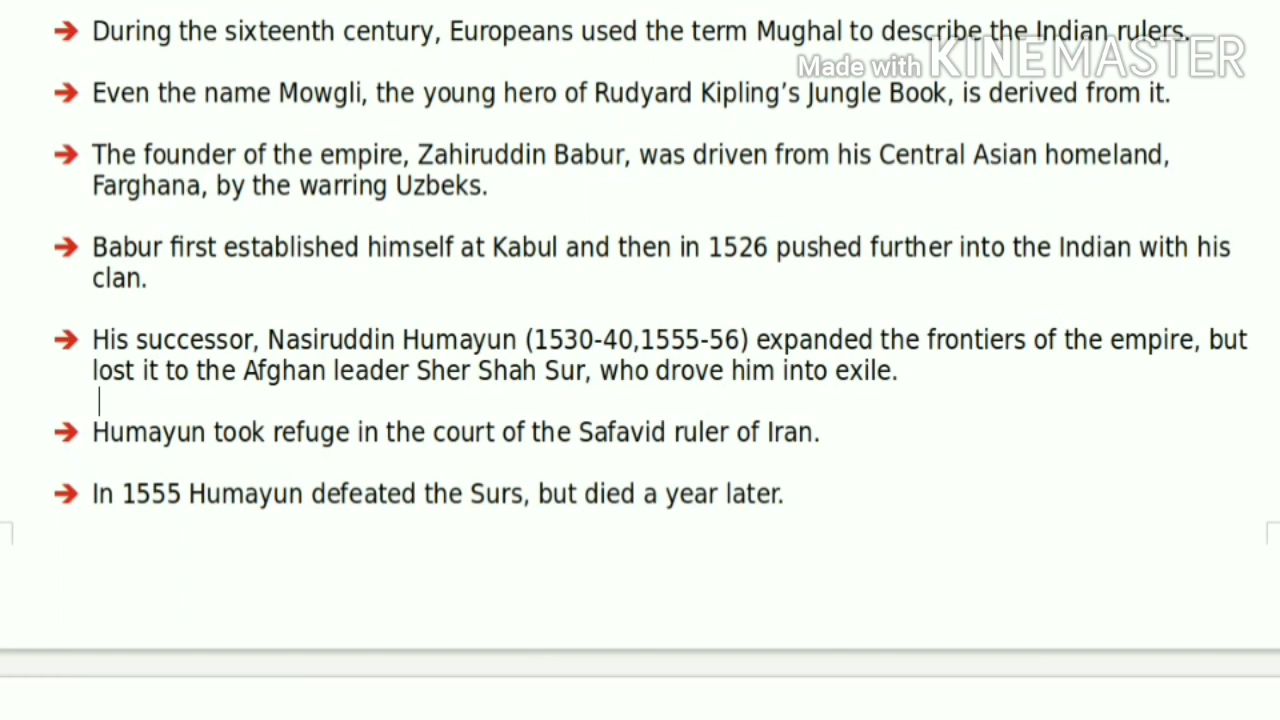 ➔ During the sixteenth century, Europeans used the term Mughal to describe the Indian rulers.
Made with KINEMASTER
➔ Even the name Mowgli, the young hero of Rudyard Kipling’s Jungle Book, is derived from it.
➔ The founder of the empire, Zahiruddin Babur, was driven from his Central Asian homeland,
Farghana, by the warring Uzbeks.
➔ Babur first established himself at Kabul and then in 1526 pushed further into the Indian with his
clan.
➔ His successor, Nasiruddin Humayun (1530-40,1555-56) expanded the frontiers of the empire, but
lost it to the Afghan leader Sher Shah Sur, who drove him into exile.
➔ Humayun took refuge in the court of the Safavid ruler of Iran.
➔ In 1555 Humayun defeated the Surs, but died a year later.